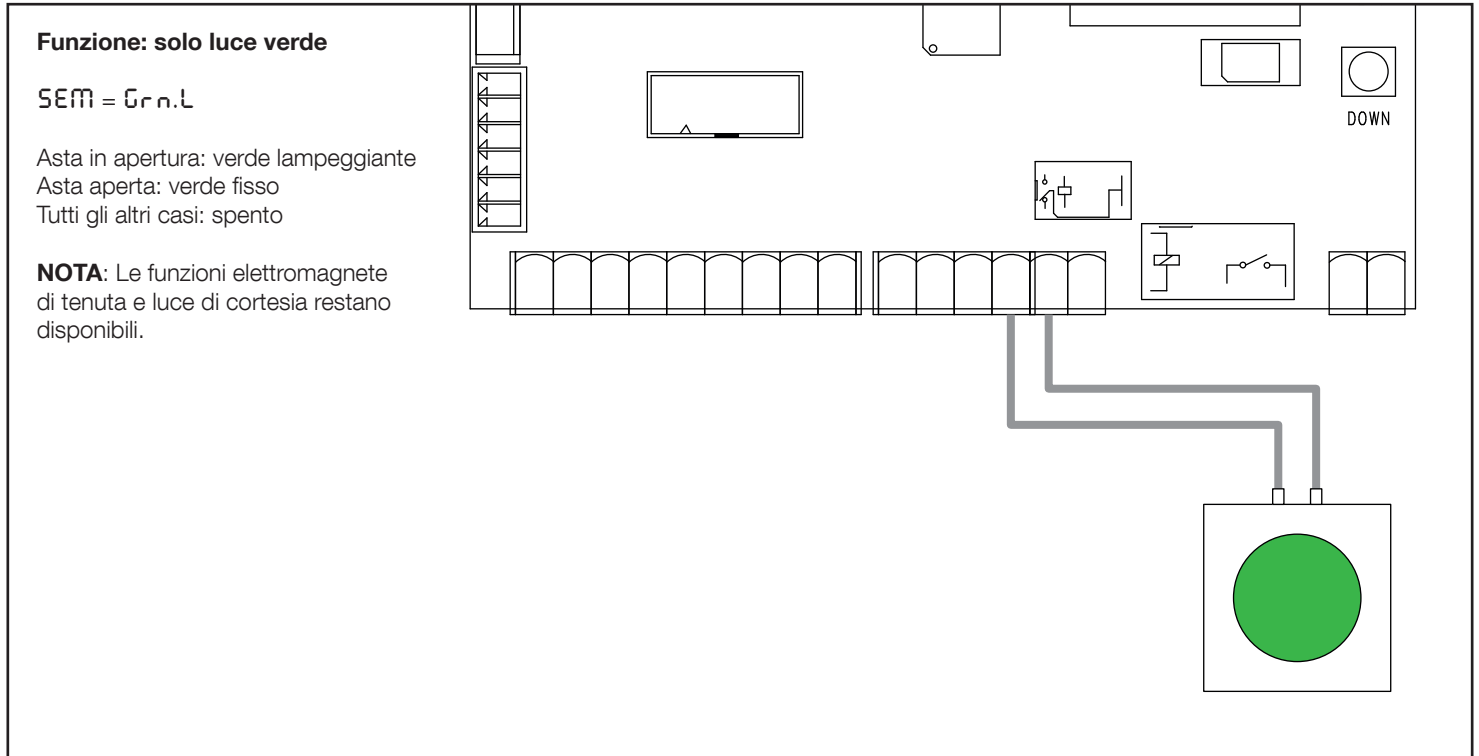 Funzione: solo luce verde
SEM = Grn.L
Asta in apertura: verde lampeggiante
Asta aperta: verde fisso
Tutti gli altri casi: spento
NOTA: Le funzioni elettromagnete
di tenuta e luce di cortesia restano
disponibili.
DOWN